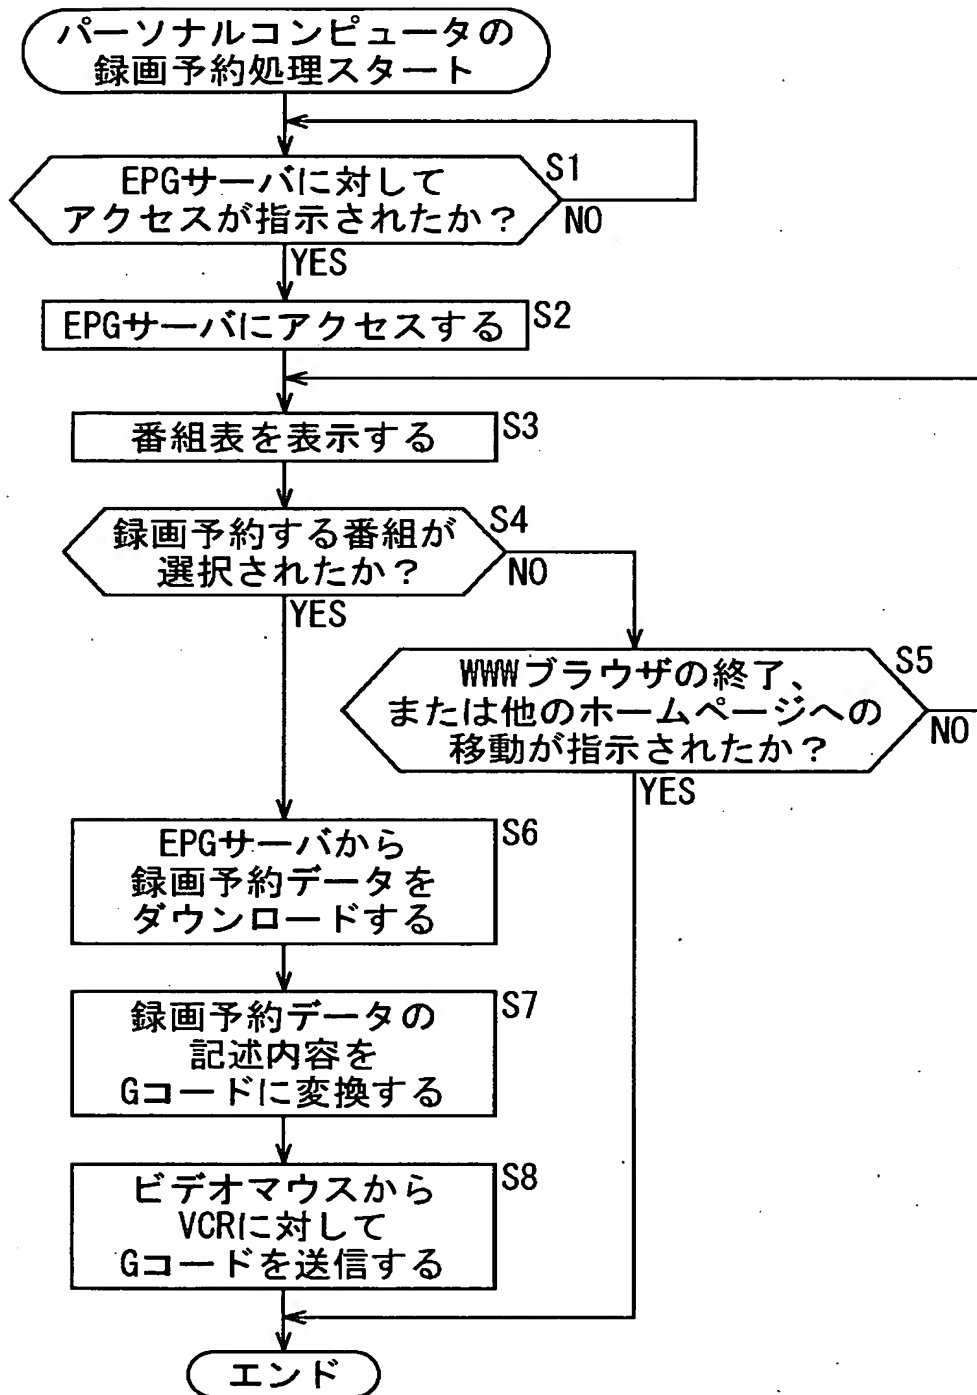 パーソナルコンピュータの
録画予約処理スタート
EPGサーバに対して
アクセスが指示されたか？
S1
NO
YES
EPGサーバにアクセスする
S2
番組表を表示する
S3
録画予約する番組が
選択されたか？
S4
NO
YES
WWWブラウザの終了、
または他のホームページへの
移動が指示されたか？
S5
NO
YES
EPGサーバから
録画予約データを
ダウンロードする
S6
録画予約データの
記述内容を
Gコードに変換する
S7
ビデオマウスから
VCRに対して
Gコードを送信する
S8
エンド